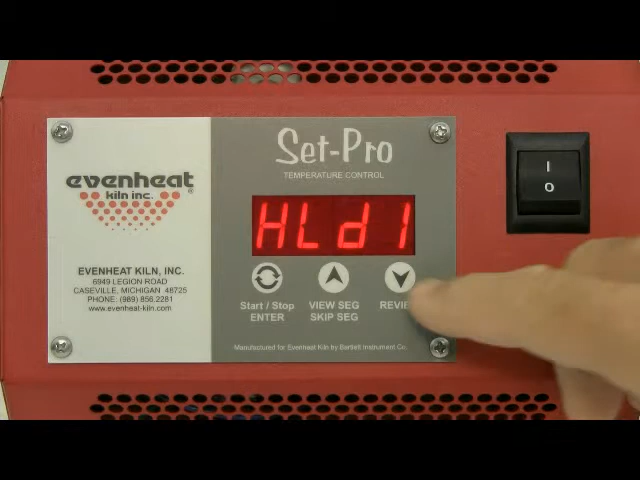 Set-Pro
TEMPERATURE CONTROL
evenheat®
kiln inc.
HLd1
EVENHEAT KILN, INC.
6949 LEGION ROAD
CASEVILLE, MICHIGAN 48725
PHONE: (989) 856.2281
www.evenheat-kiln.com
Start / Stop
ENTER
VIEW SEG
SKIP SEG
Manufactured for Evenheat Kiln by Bartlett Instrument Co.
I
O